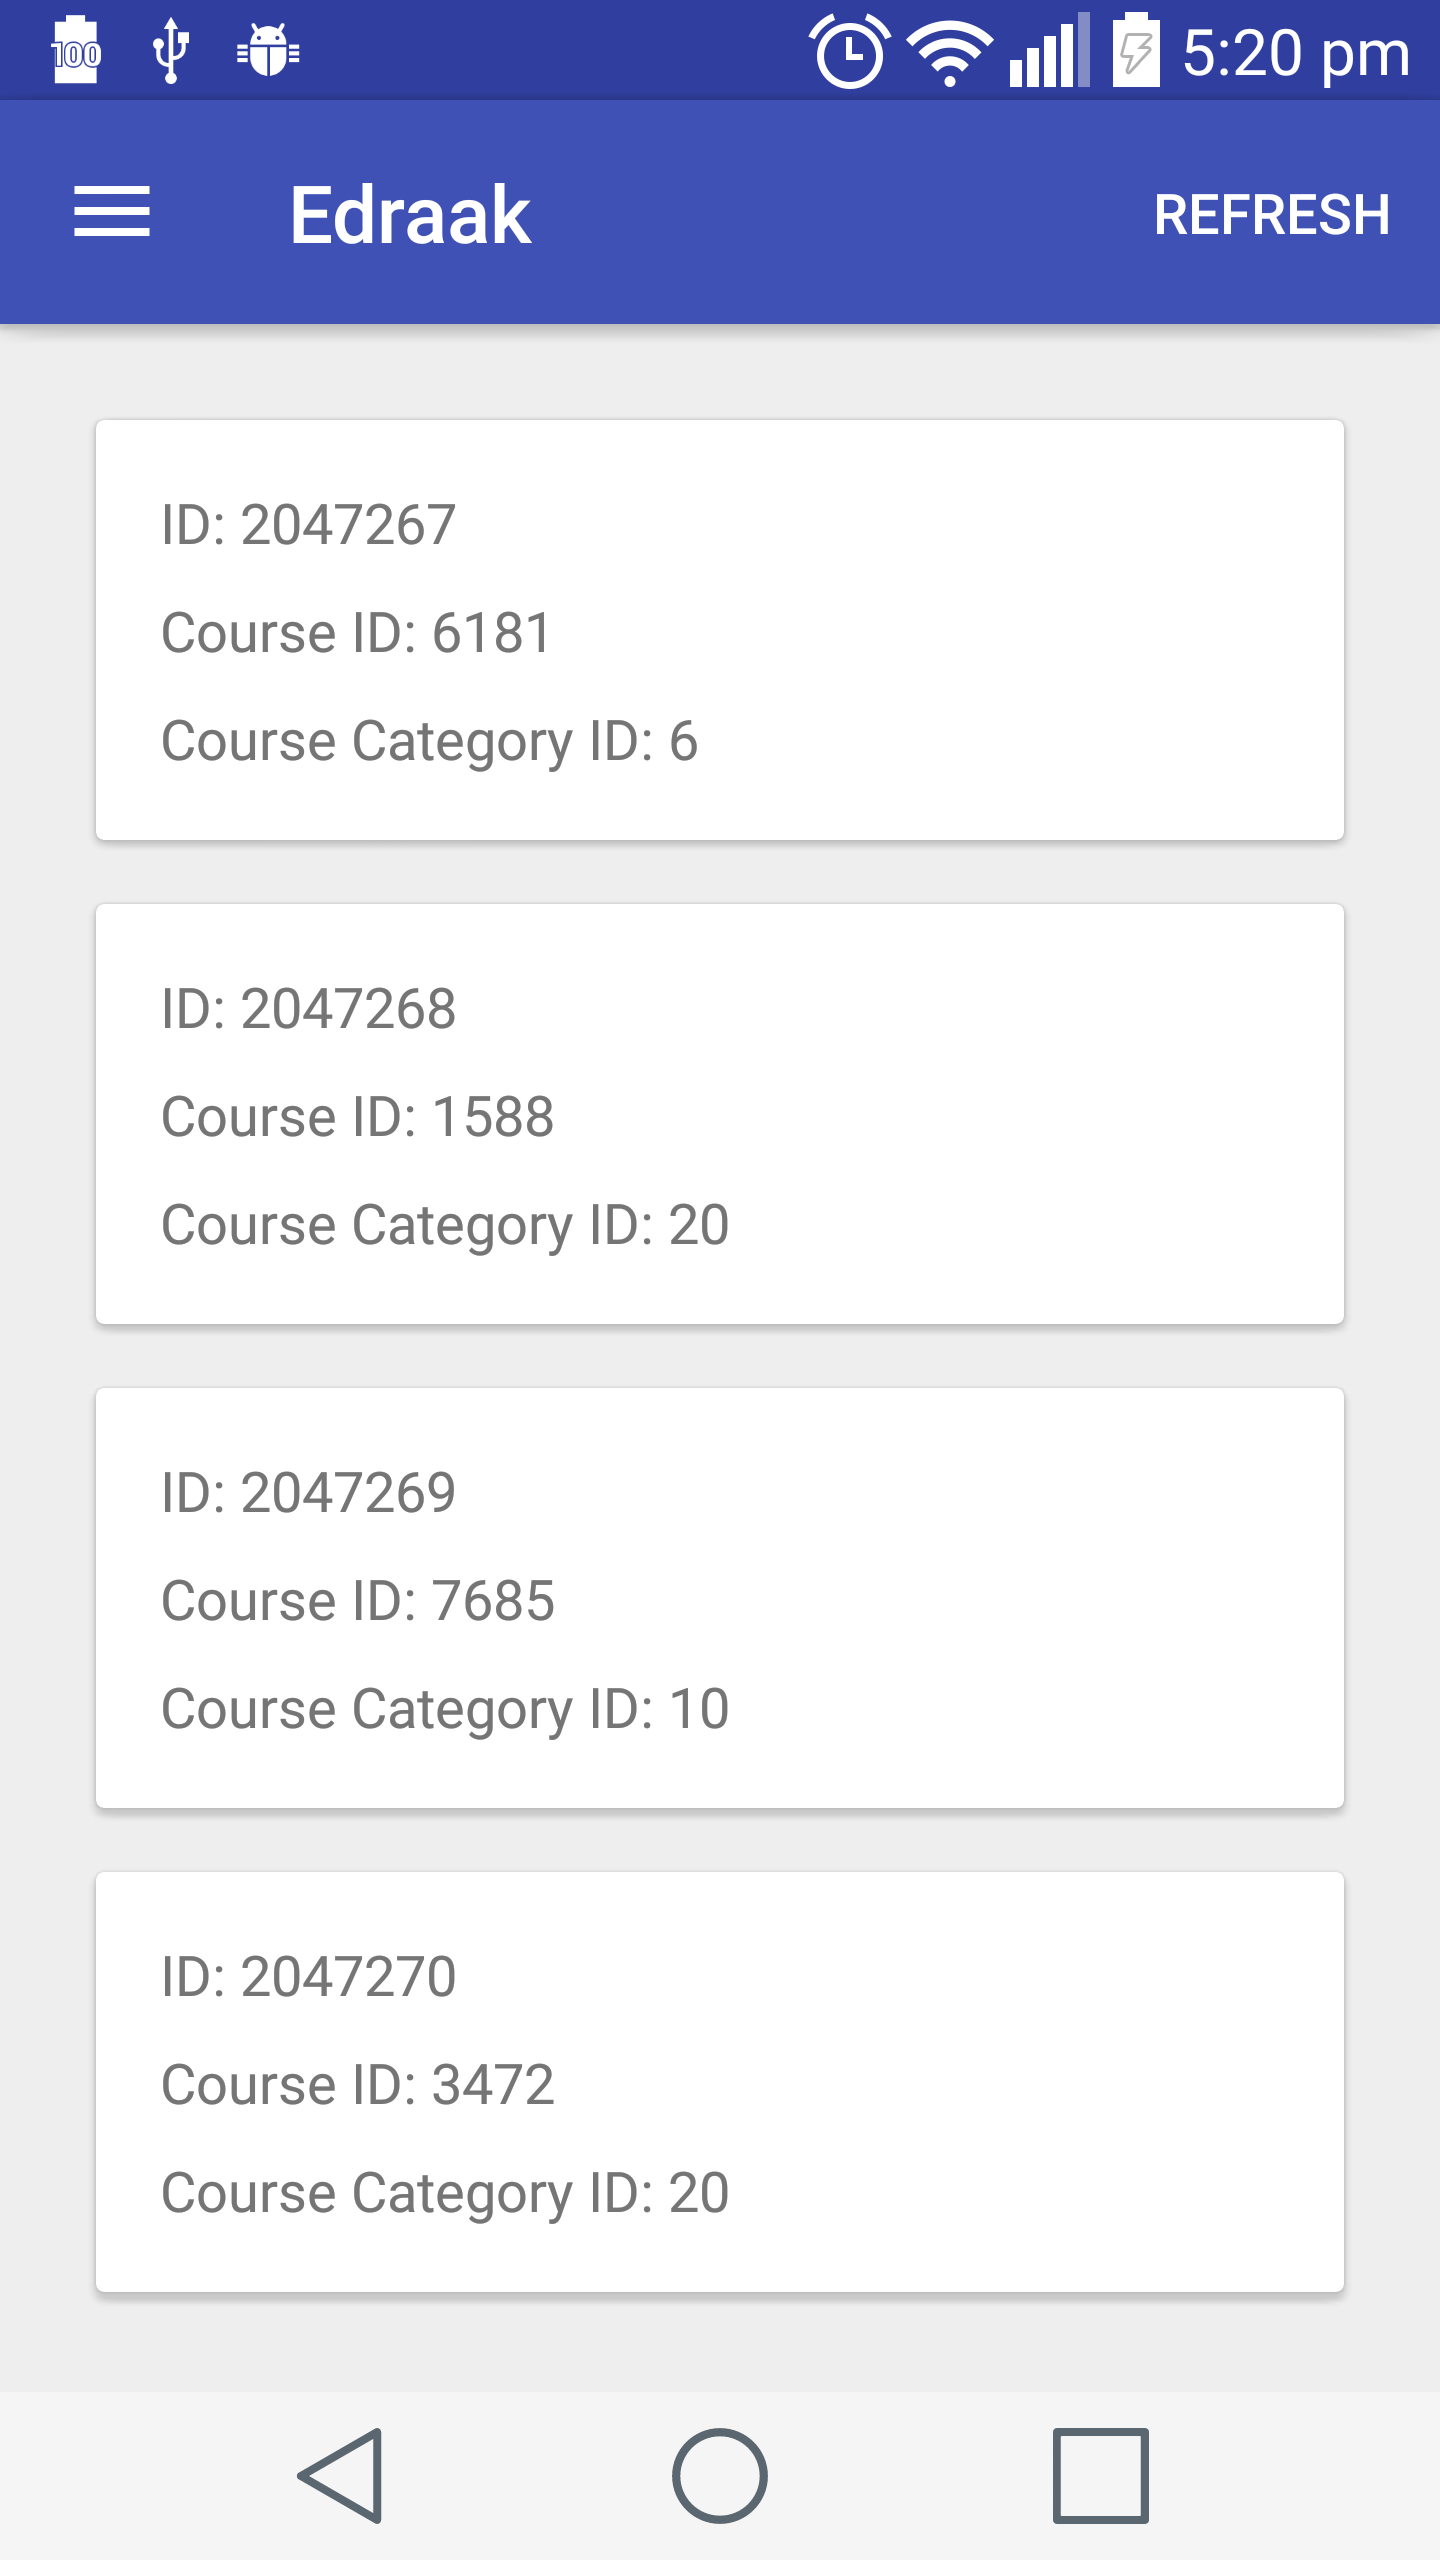 100
5:20 pm
Edraak
REFRESH
ID: 2047267
Course ID: 6181
Course Category ID: 6
ID: 2047268
Course ID: 1588
Course Category ID: 20
ID: 2047269
Course ID: 7685
Course Category ID: 10
ID: 2047270
Course ID: 3472
Course Category ID: 20